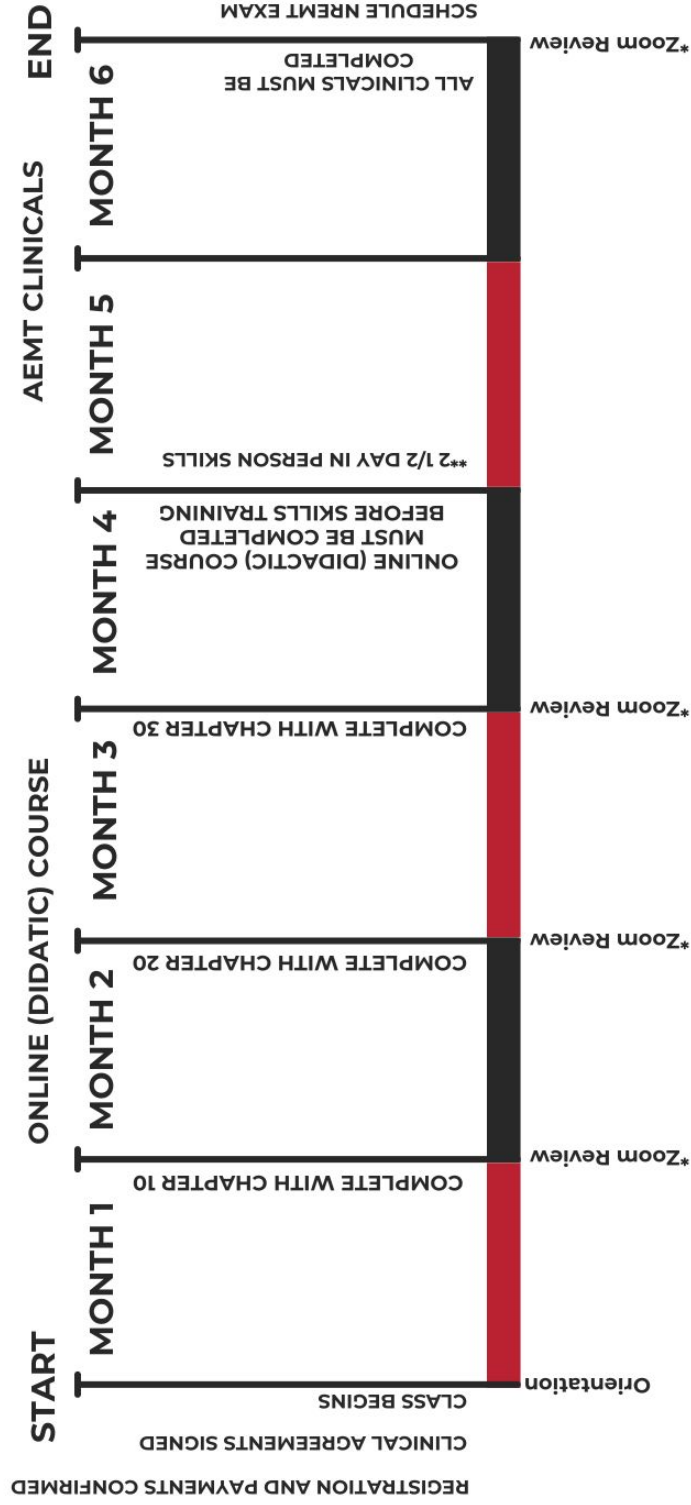 START
END
ONLINE (DIDATIC) COURSE
AEMT CLINICALS
MONTH 1
MONTH 2
MONTH 3
MONTH 4
MONTH 5
MONTH 6
REGISTRATION AND PAYMENTS CONFIRMED
CLINICAL AGREEMENTS SIGNED
CLASS BEGINS
COMPLETE WITH CHAPTER 10
COMPLETE WITH CHAPTER 20
COMPLETE WITH CHAPTER 30
ONLINE (DIDACTIC) COURSE
MUST BE COMPLETED
BEFORE SKILLS TRAINING
**2 1/2 DAY IN PERSON SKILLS
ALL CLINICALS MUST BE
COMPLETED
SCHEDULE NREMT EXAM
Orientation
*Zoom Review
*Zoom Review
*Zoom Review
*Zoom Review